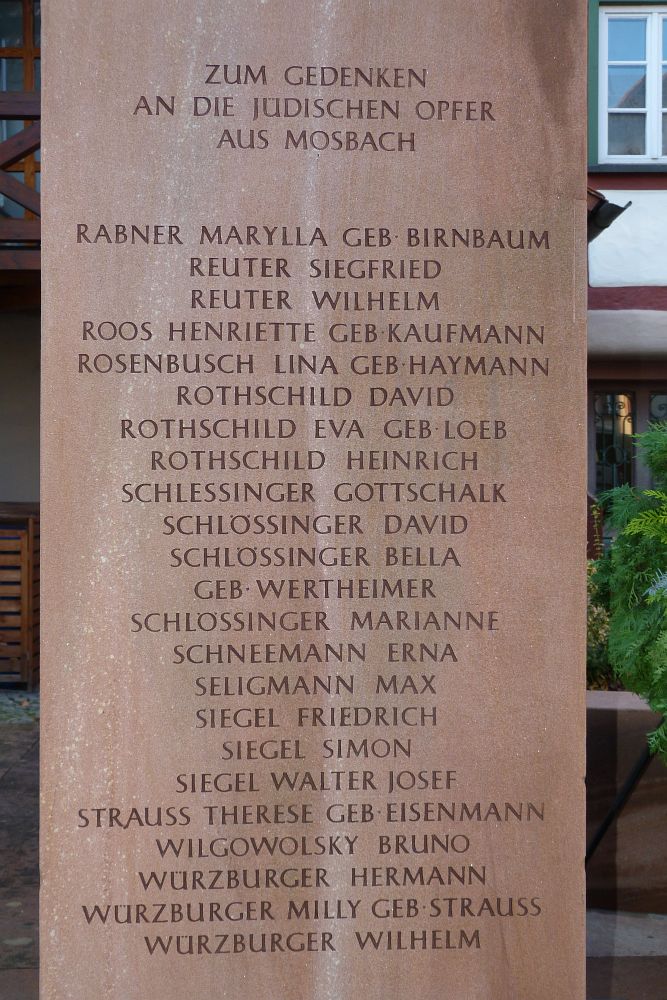 ZUM GEDENKEN
AN DIE JÜDISCHEN OPFER
AUS MOSBACH
RABNER MARYLLA GEB·BIRNBAUM
REUTER SIEGFRIED
REUTER WILHELM
ROOS HENRIETTE GEB·KAUFMANN
ROSENBUSCH LINA GEB·HAYMANN
ROTHSCHILD DAVID
ROTHSCHILD EVA GEB·LOEB
ROTHSCHILD HEINRICH
SCHLESSINGER GOTTSCHALK
SCHLÖSSINGER DAVID
SCHLÖSSINGER BELLA
GEB·WERTHEIMER
SCHLÖSSINGER MARIANNE
SCHNEEMANN ERNA
SELIGMANN MAX
SIEGEL FRIEDRICH
SIEGEL SIMON
SIEGEL WALTER JOSEF
STRAUSS THERESE GEB·EISENMANN
WILGOWOLSKY BRUNO
WÜRZBURGER HERMANN
WÜRZBURGER MILLY GEB·STRAUSS
WÜRZBURGER WILHELM